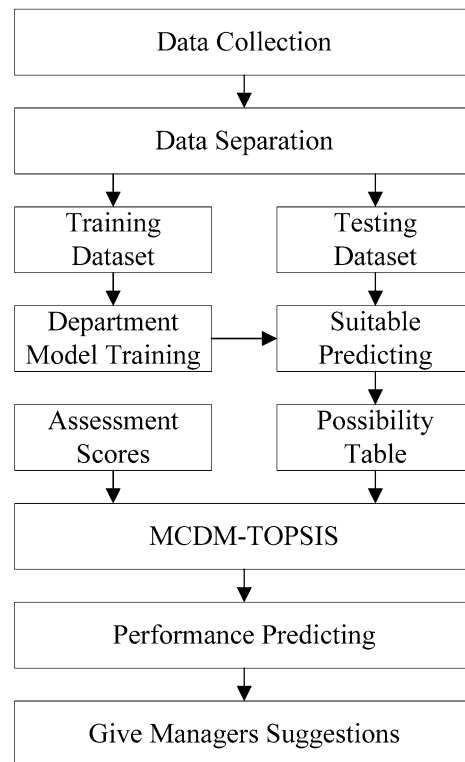 Data Collection
Data Separation
Training
Dataset
Testing
Dataset
Department
Model Training
Suitable
Predicting
Assessment
Scores
Possibility
Table
MCDM-TOPSIS
Performance Predicting
Give Managers Suggestions